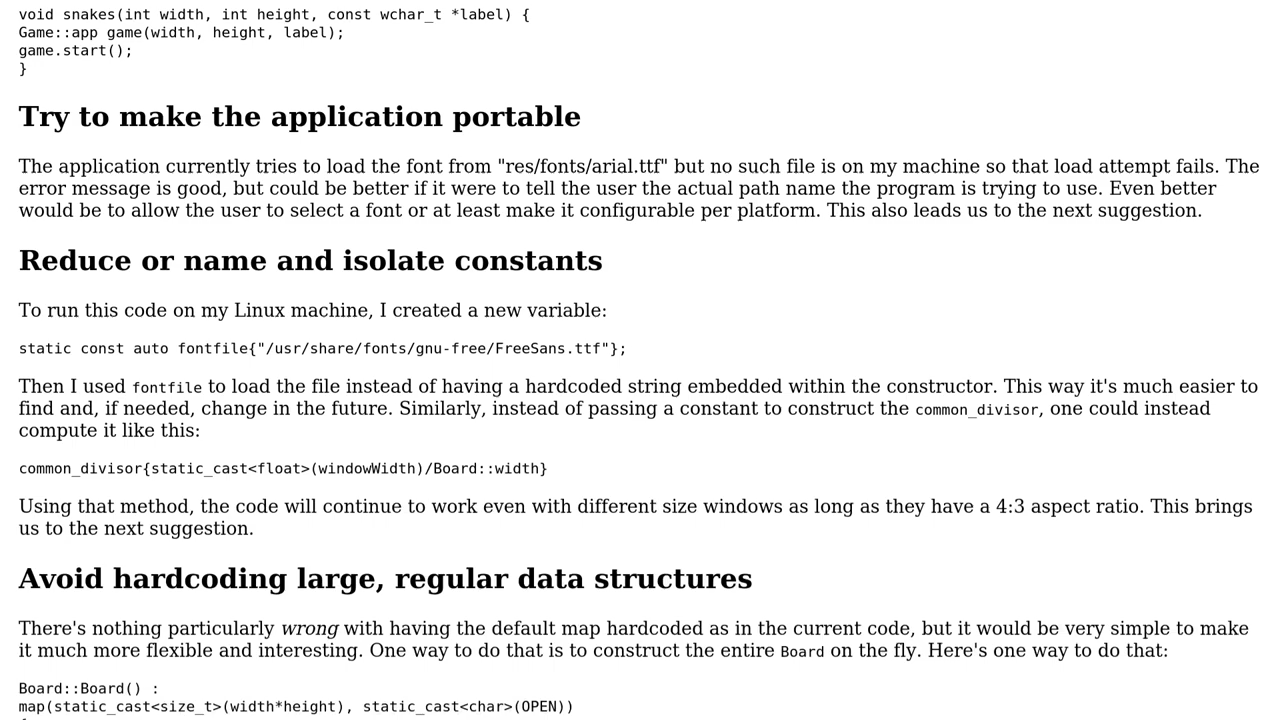 void snakes(int width, int height, const wchar_t *label) {
Game::app game(width, height, label);
game.start();
}
Try to make the application portable
The application currently tries to load the font from "res/fonts/arial.ttf" but no such file is on my machine so that load attempt fails. The
error message is good, but could be better if it were to tell the user the actual path name the program is trying to use. Even better
would be to allow the user to select a font or at least make it configurable per platform. This also leads us to the next suggestion.
Reduce or name and isolate constants
To run this code on my Linux machine, I created a new variable:
static const auto fontfile{"/usr/share/fonts/gnu-free/FreeSans.ttf"};
Then I used fontfile to load the file instead of having a hardcoded string embedded within the constructor. This way it's much easier to
find and, if needed, change in the future. Similarly, instead of passing a constant to construct the common_divisor, one could instead
compute it like this:
common_divisor{static_cast<float>(windowWidth)/Board::width}
Using that method, the code will continue to work even with different size windows as long as they have a 4:3 aspect ratio. This brings
us to the next suggestion.
Avoid hardcoding large, regular data structures
There's nothing particularly wrong with having the default map hardcoded as in the current code, but it would be very simple to make
it much more flexible and interesting. One way to do that is to construct the entire Board on the fly. Here's one way to do that:
Board::Board() :
map(static_cast<size_t>(width*height), static_cast<char>(OPEN))